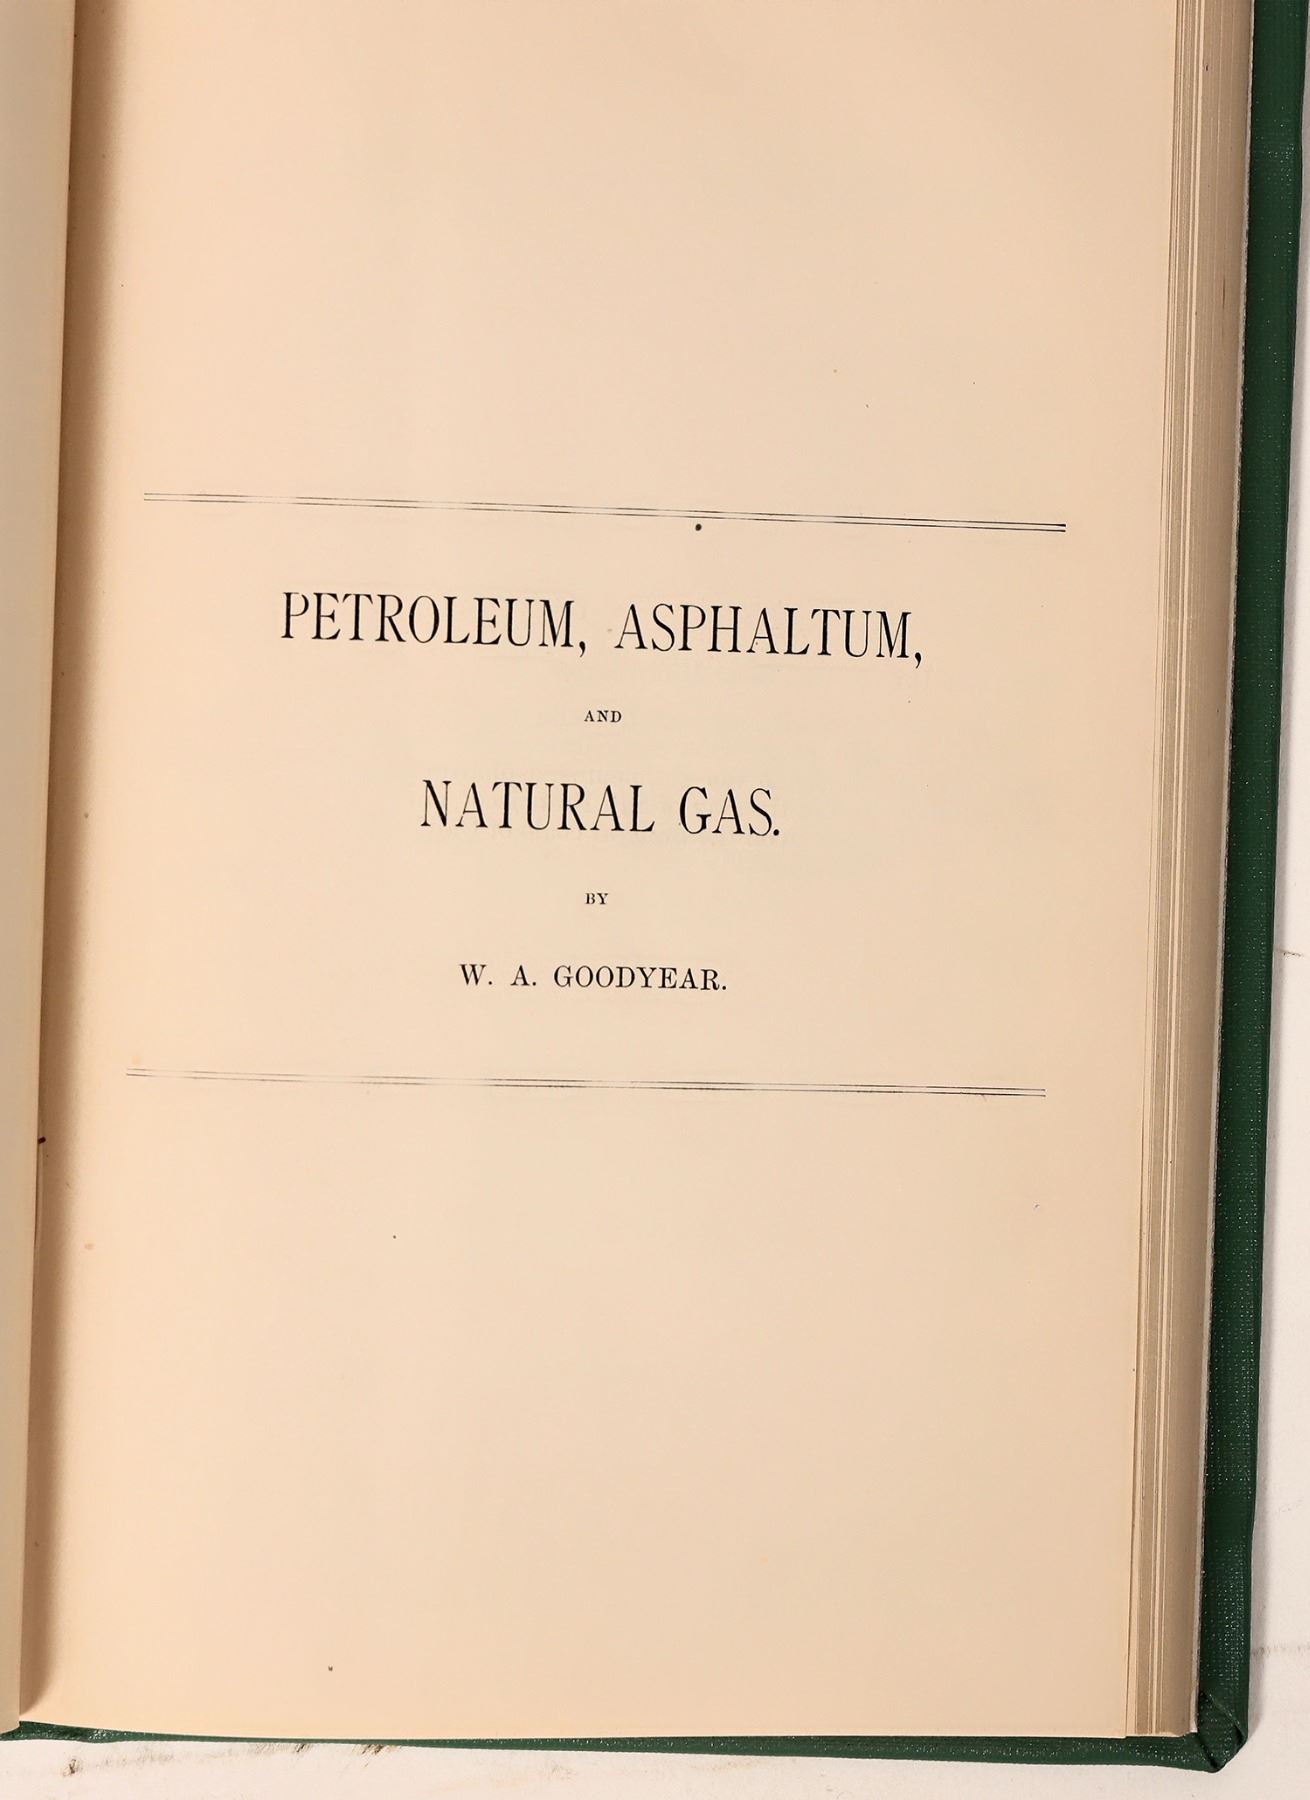 PETROLEUM, ASPHALTUM,
AND
NATURAL GAS.
BY
W. A. GOODYEAR.